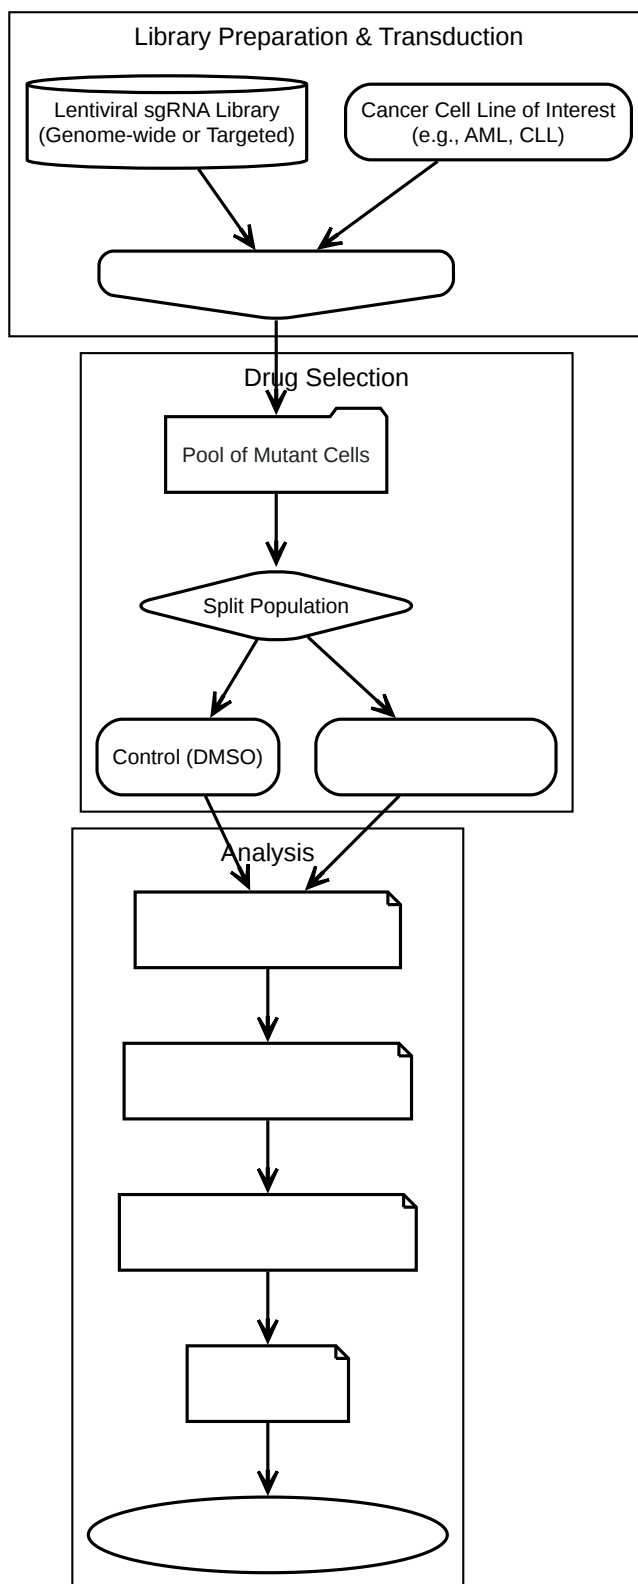 Library Preparation & Transduction
Lentiviral sgRNA Library
(Genome-wide or Targeted)
Cancer Cell Line of Interest
(e.g., AML, CLL)
Drug Selection
Pool of Mutant Cells
Split Population
Control (DMSO)
Analysis